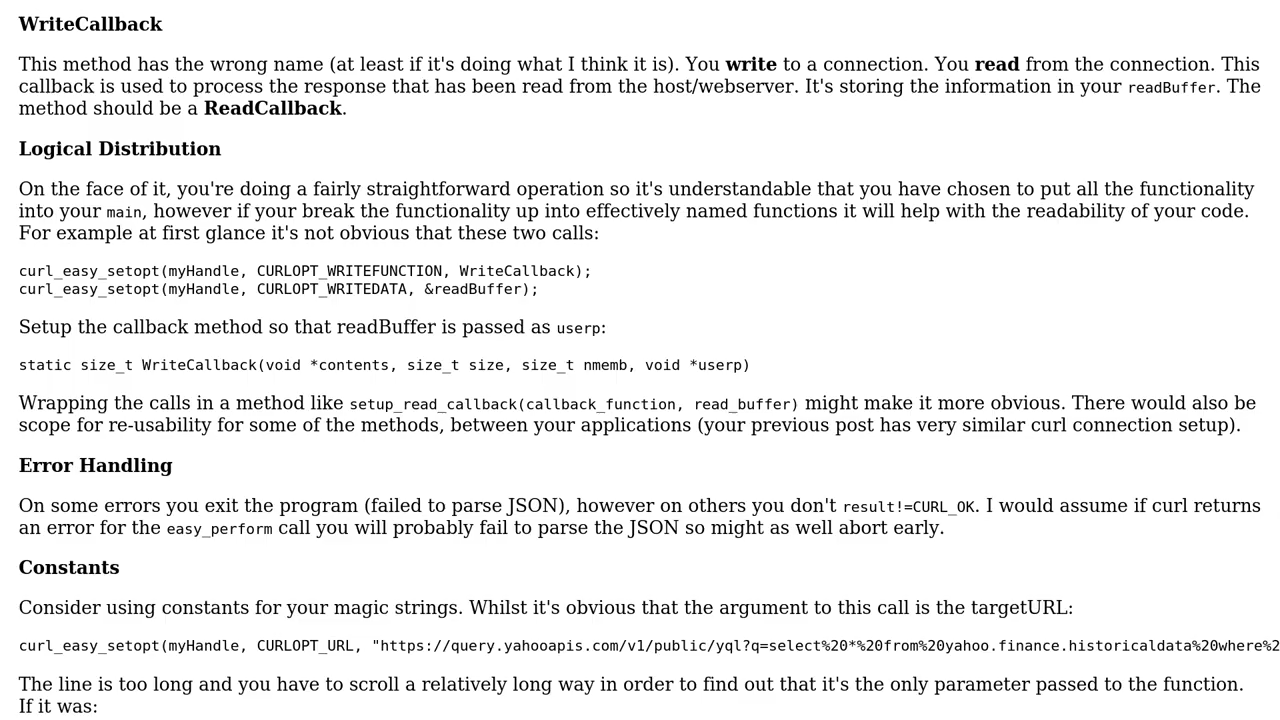 WriteCallback
This method has the wrong name (at least if it's doing what I think it is). You write to a connection. You read from the connection. This
callback is used to process the response that has been read from the host/webserver. It's storing the information in your readBuffer. The
method should be a ReadCallback.
Logical Distribution
On the face of it, you're doing a fairly straightforward operation so it's understandable that you have chosen to put all the functionality
into your main, however if your break the functionality up into effectively named functions it will help with the readability of your code.
For example at first glance it's not obvious that these two calls:
curl_easy_setopt(myHandle, CURLOPT_WRITEFUNCTION, WriteCallback);
curl_easy_setopt(myHandle, CURLOPT_WRITEDATA, &readBuffer);
Setup the callback method so that readBuffer is passed as userp:
static size_t WriteCallback(void *contents, size_t size, size_t nmemb, void *userp)
Wrapping the calls in a method like setup_read_callback(callback_function, read_buffer) might make it more obvious. There would also be
scope for re-usability for some of the methods, between your applications (your previous post has very similar curl connection setup).
Error Handling
On some errors you exit the program (failed to parse JSON), however on others you don't result!=CURL_OK. I would assume if curl returns
an error for the easy_perform call you will probably fail to parse the JSON so might as well abort early.
Constants
Consider using constants for your magic strings. Whilst it's obvious that the argument to this call is the targetURL:
curl_easy_setopt(myHandle, CURLOPT_URL, "https://query.yahooapis.com/v1/public/yql?q=select%20*%20from%20yahoo.finance.historicaldata%20where%2
The line is too long and you have to scroll a relatively long way in order to find out that it's the only parameter passed to the function.
If it was: